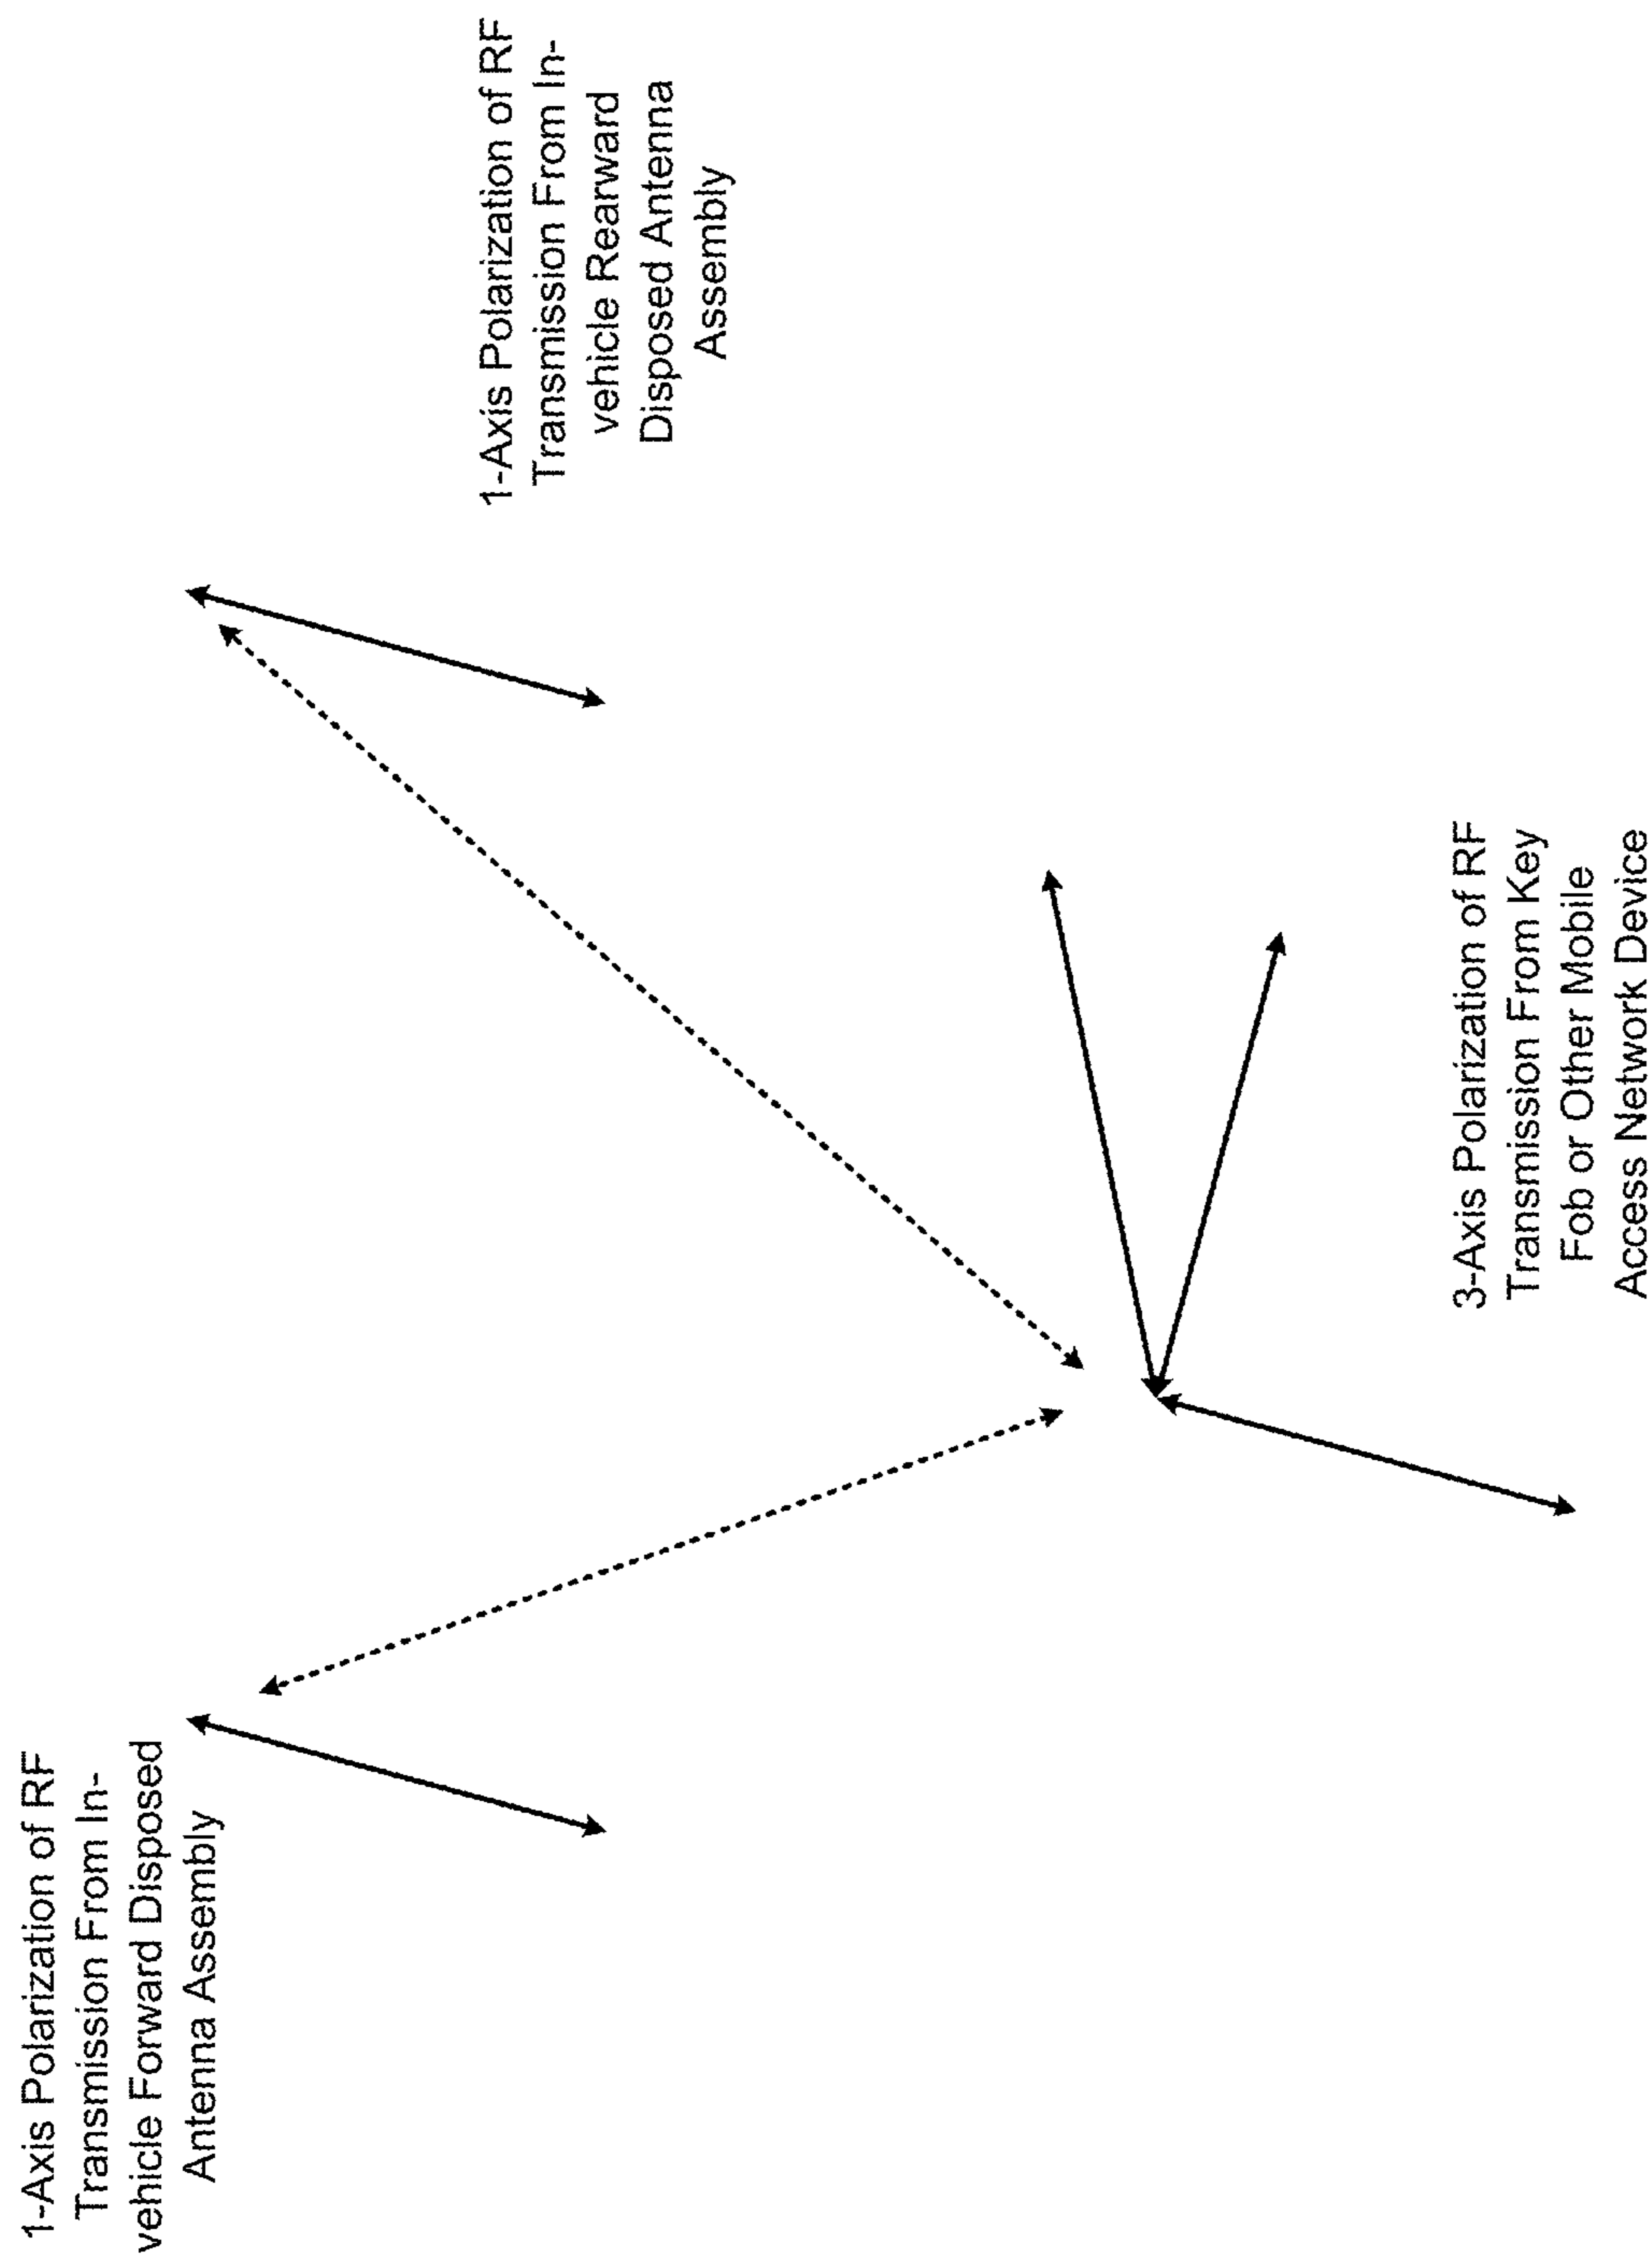 1-Axis Polarization of RF
Transmission From In-
vehicle Forward Disposed
Antenna Assembly
1-Axis Polarization of RF
Transmission From In-
vehicle Rearward
Disposed Antenna
Assembly
3-Axis Polarization of RF
Transmission From Key
Fob or Other Mobile
Access Network Device